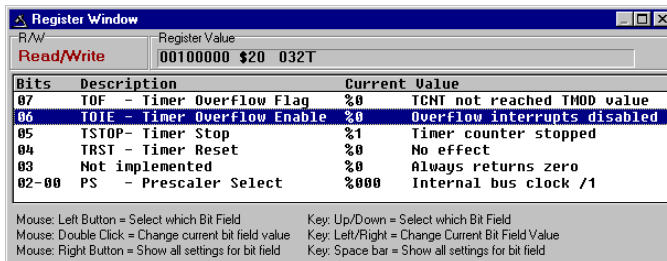 Register Window
R/W
Register Value
Read/Write
00100000 $20 032T
Bits Description Current Value
07 TOF - Timer Overflow Flag %0 TCNT not reached TMOD value
06 TOIE - Timer Overflow Enable %0 Overflow interrupts disabled
05 TSTOP- Timer Stop %1 Timer counter stopped
04 TRST - Timer Reset %0 No effect
03 Not implemented %0 Always returns zero
02-00 PS - Prescaler Select %000 Internal bus clock /1
Mouse: Left Button = Select which Bit Field Key: Up/Down = Select Bit Field
Mouse: Double Click = Change current bit field value Key: Left/Right = Change Current Bit Field Value
Mouse: Right Button = Show all settings for bit field Key: Space bar = Show all settings for bit field